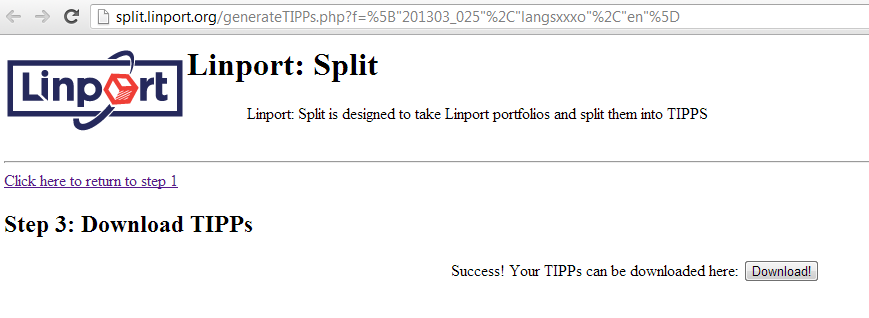 split.linport.org/generateTIPPs.php?f=%5B"201303_025"%2C"langsxxxo"%2C"en"%5D
Linport
Linport: Split
Linport: Split is designed to take Linport portfolios and split them into TIPPS
Click here to return to step 1
Step 3: Download TIPPs
Success! Your TIPPs can be downloaded here: Download!